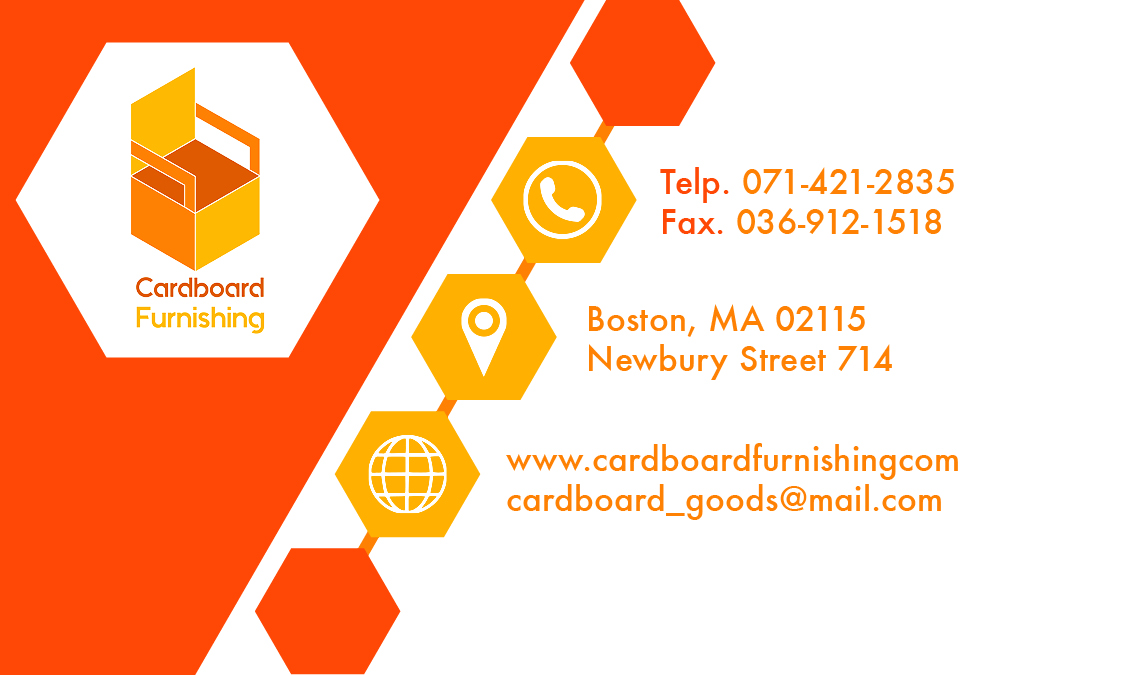 Cardboard
Furnishing
Telp. 071-421-2835
Fax. 036-912-1518
Boston, MA 02115
Newbury Street 714
www.cardboardfurnishingcom
cardboard_goods@mail.com